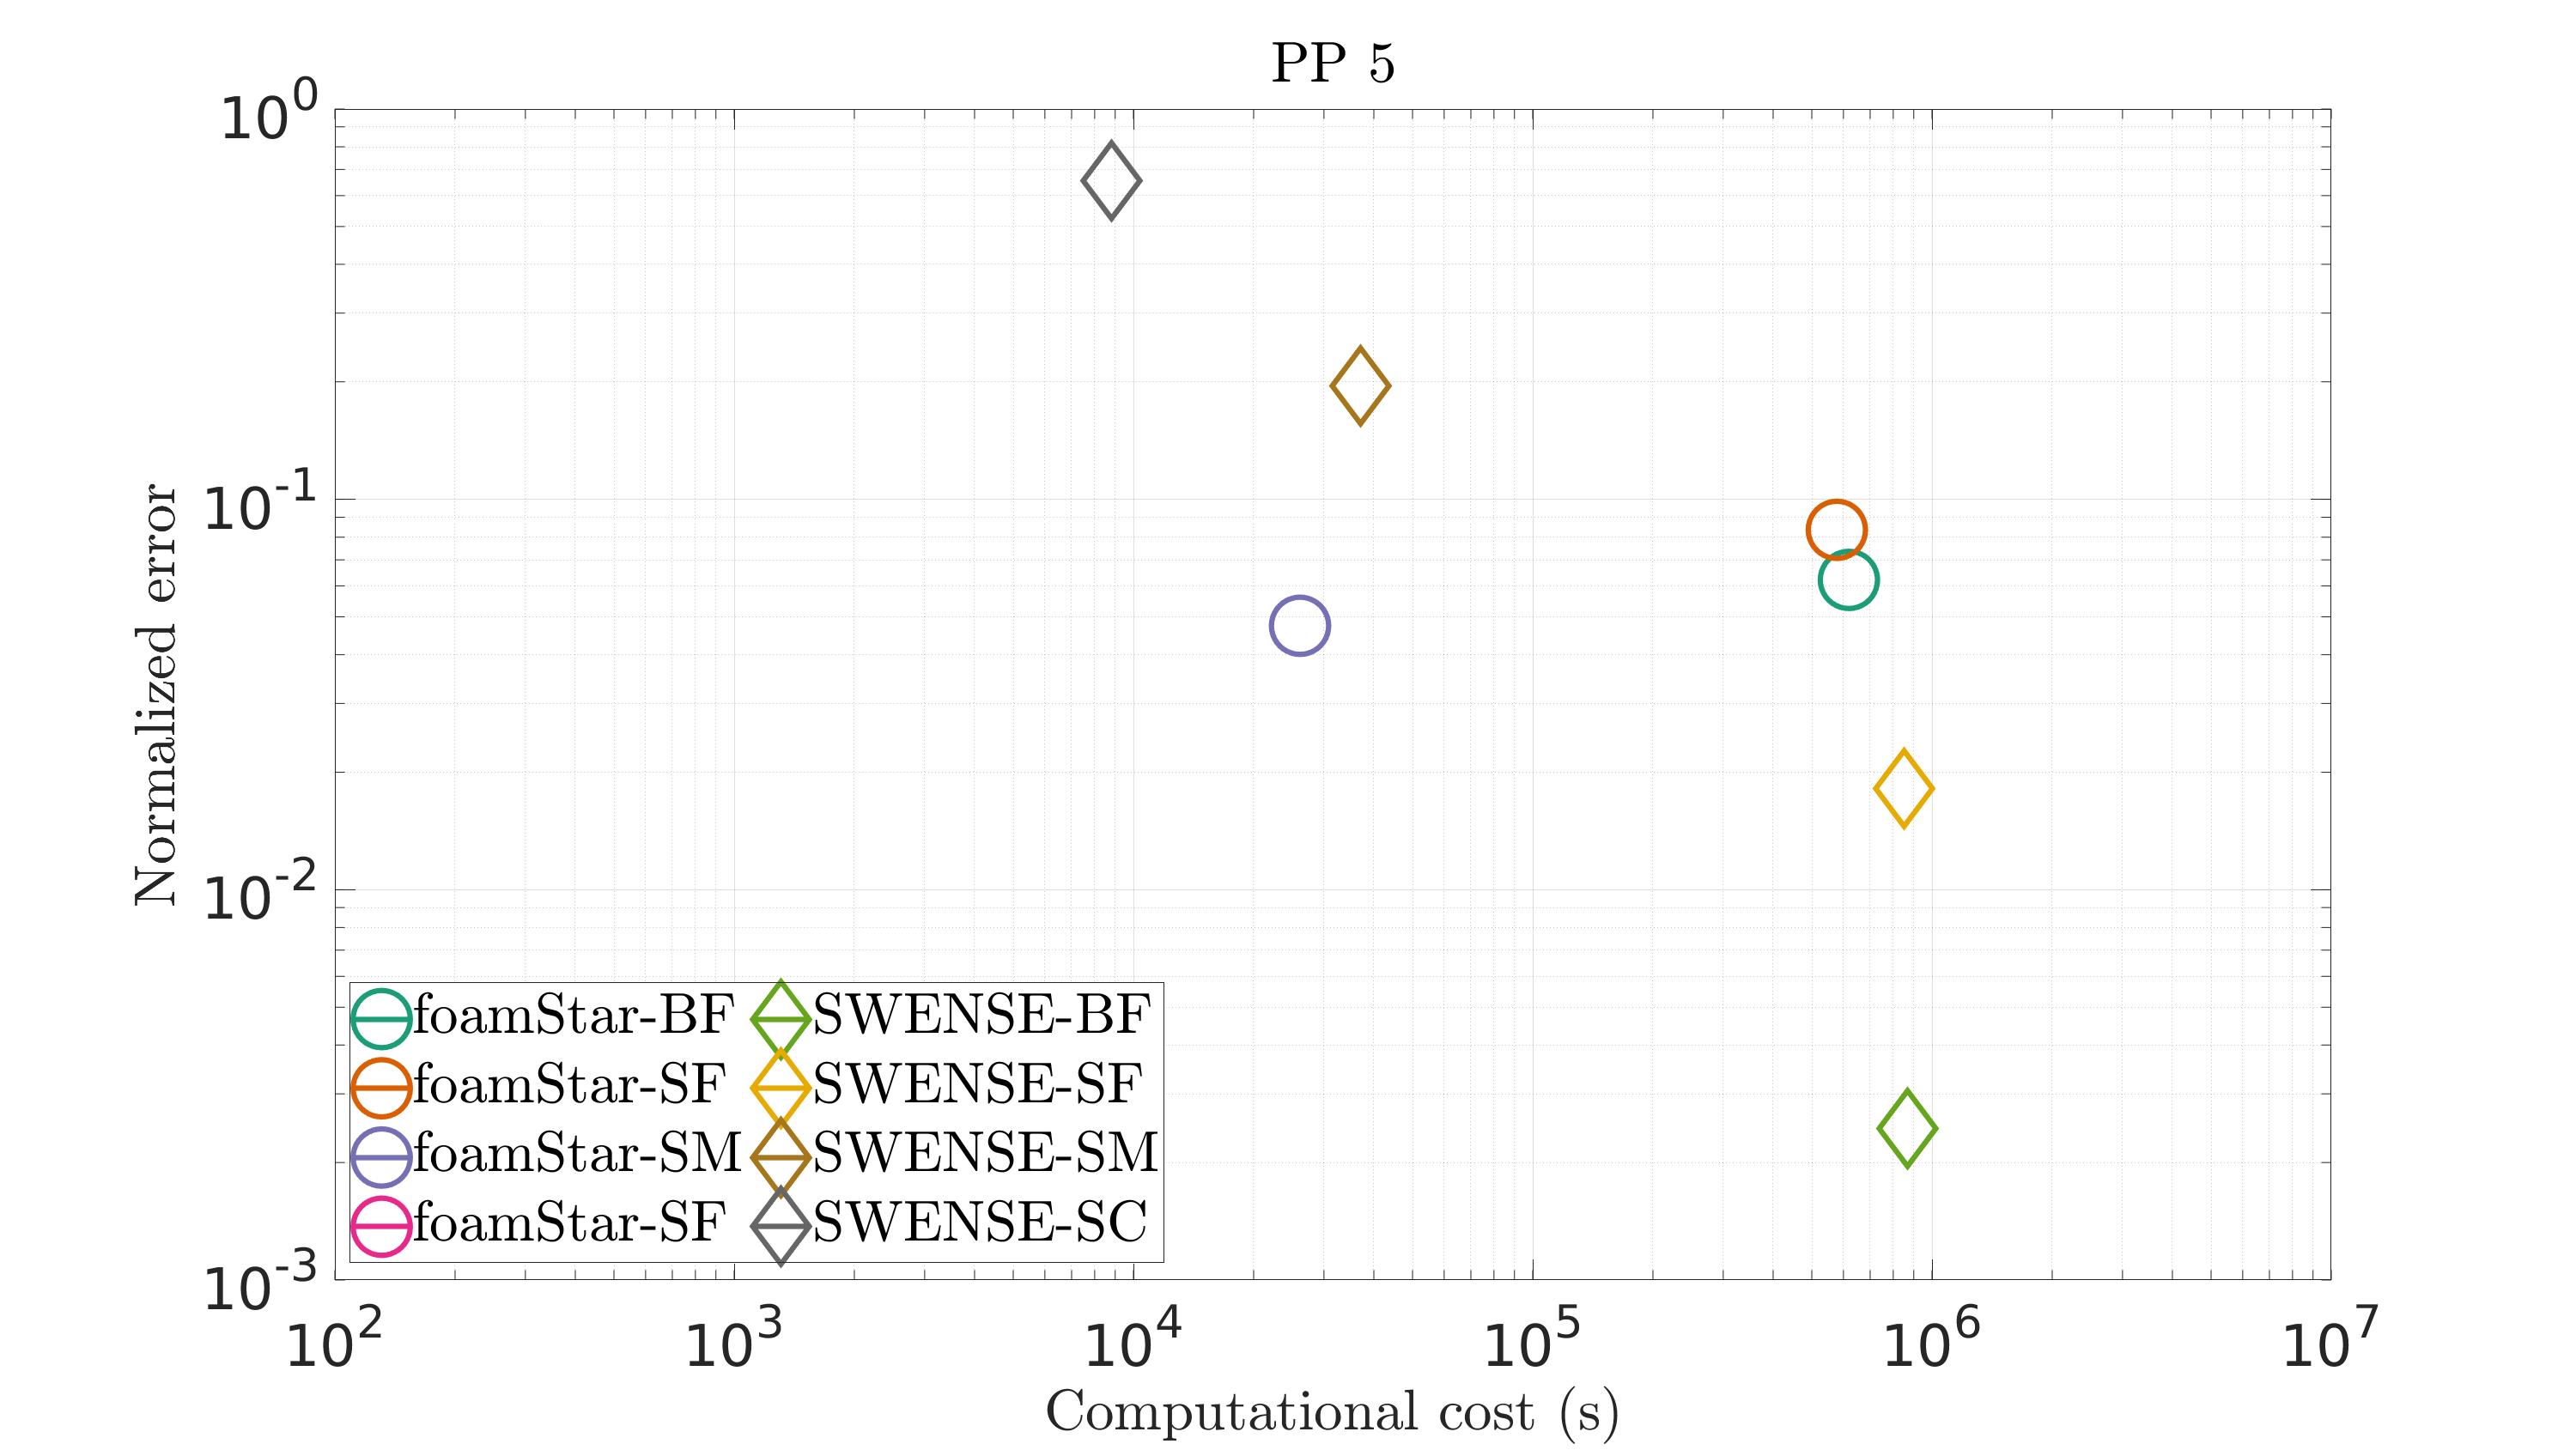 PP 5
10^0
10^-1
10^-2
10^-3
Normalized error
foamStar-BF SWENSE-BF
foamStar-SF SWENSE-SF
foamStar-SM SWENSE-SM
foamStar-SF SWENSE-SC
10^2 10^3 10^4 10^5 10^6 10^7
Computational cost (s)